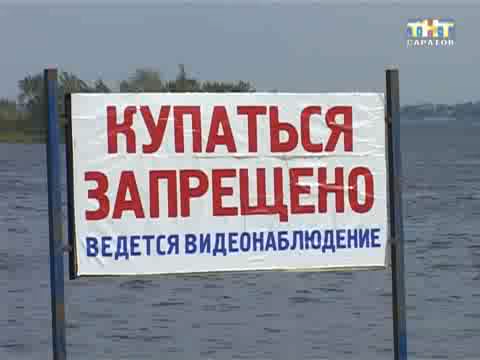 ТНТ
САРАТОВ
КУПАТЬСЯ
ЗАПРЕЩЕНО
ВЕДЕТСЯ ВИДЕОНАБЛЮДЕНИЕ